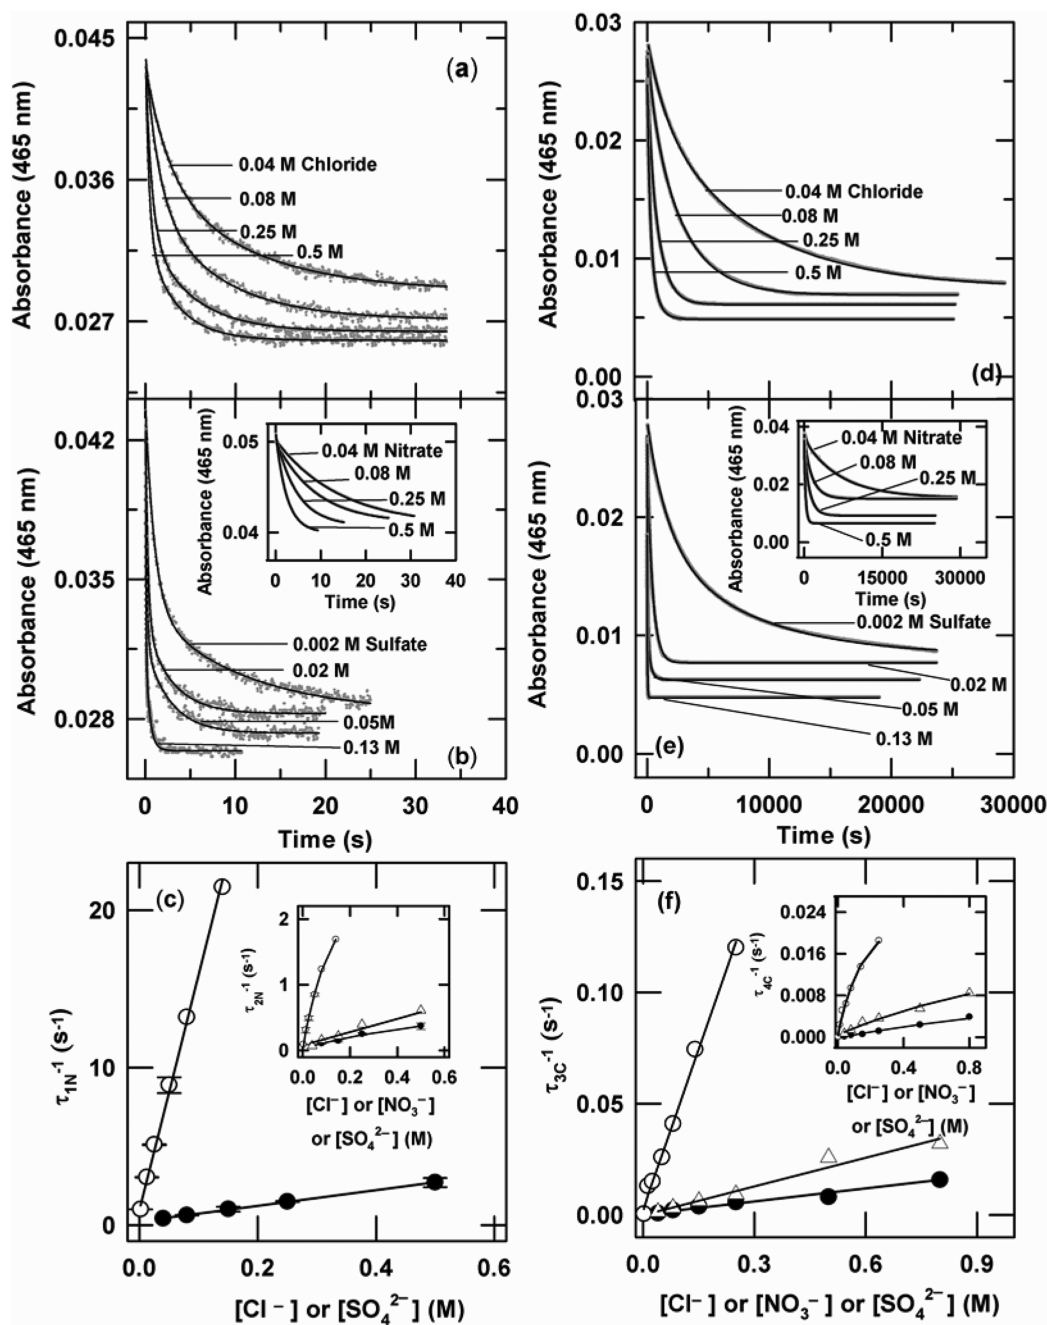 (a)
Absorbance (465 nm)
0.045
0.036
0.027
0.04 M Chloride
0.08 M
0.25 M
0.5 M
(d)
Absorbance (465 nm)
0.03
0.02
0.01
0.00
0.04 M Chloride
0.08 M
0.25 M
0.5 M
(b)
Absorbance (465 nm)
0.042
0.035
0.028
0.002 M Sulfate
0.02 M
0.05M
0.13 M
0 10 20 30 40
Time (s)
Absorbance (465 nm)
0.05
0.04
0.04 M Nitrate
0.08 M
0.25 M
0.5 M
0 10 20 30 40
Time (s)
(e)
Absorbance (465 nm)
0.03
0.02
0.01
0.00
0.002 M Sulfate
0.02 M
0.05 M
0.13 M
0 10000 20000 30000
Time (s)
Absorbance (465 nm)
0.04
0.02
0.00
0.04 M Nitrate
0.08 M
0.25 M
0.5 M
0 15000 30000
Time (s)
(c)
τ1N⁻¹ (s⁻¹)
20
10
0
0.0 0.2 0.4 0.6
[Cl⁻] or [SO₄²⁻] (M)
τ2N⁻¹ (s⁻¹)
2
1
0
0.0 0.2 0.4 0.6
[Cl⁻] or [NO₃⁻]
or [SO₄²⁻] (M)
(f)
τ3C⁻¹ (s⁻¹)
0.15
0.10
0.05
0.00
0.0 0.3 0.6 0.9
[Cl⁻] or [NO₃⁻] or [SO₄²⁻] (M)
τ4C⁻¹ (s⁻¹)
0.024
0.016
0.008
0.000
0.0 0.4 0.8
[Cl⁻] or [NO₃⁻]
or [SO₄²⁻] (M)